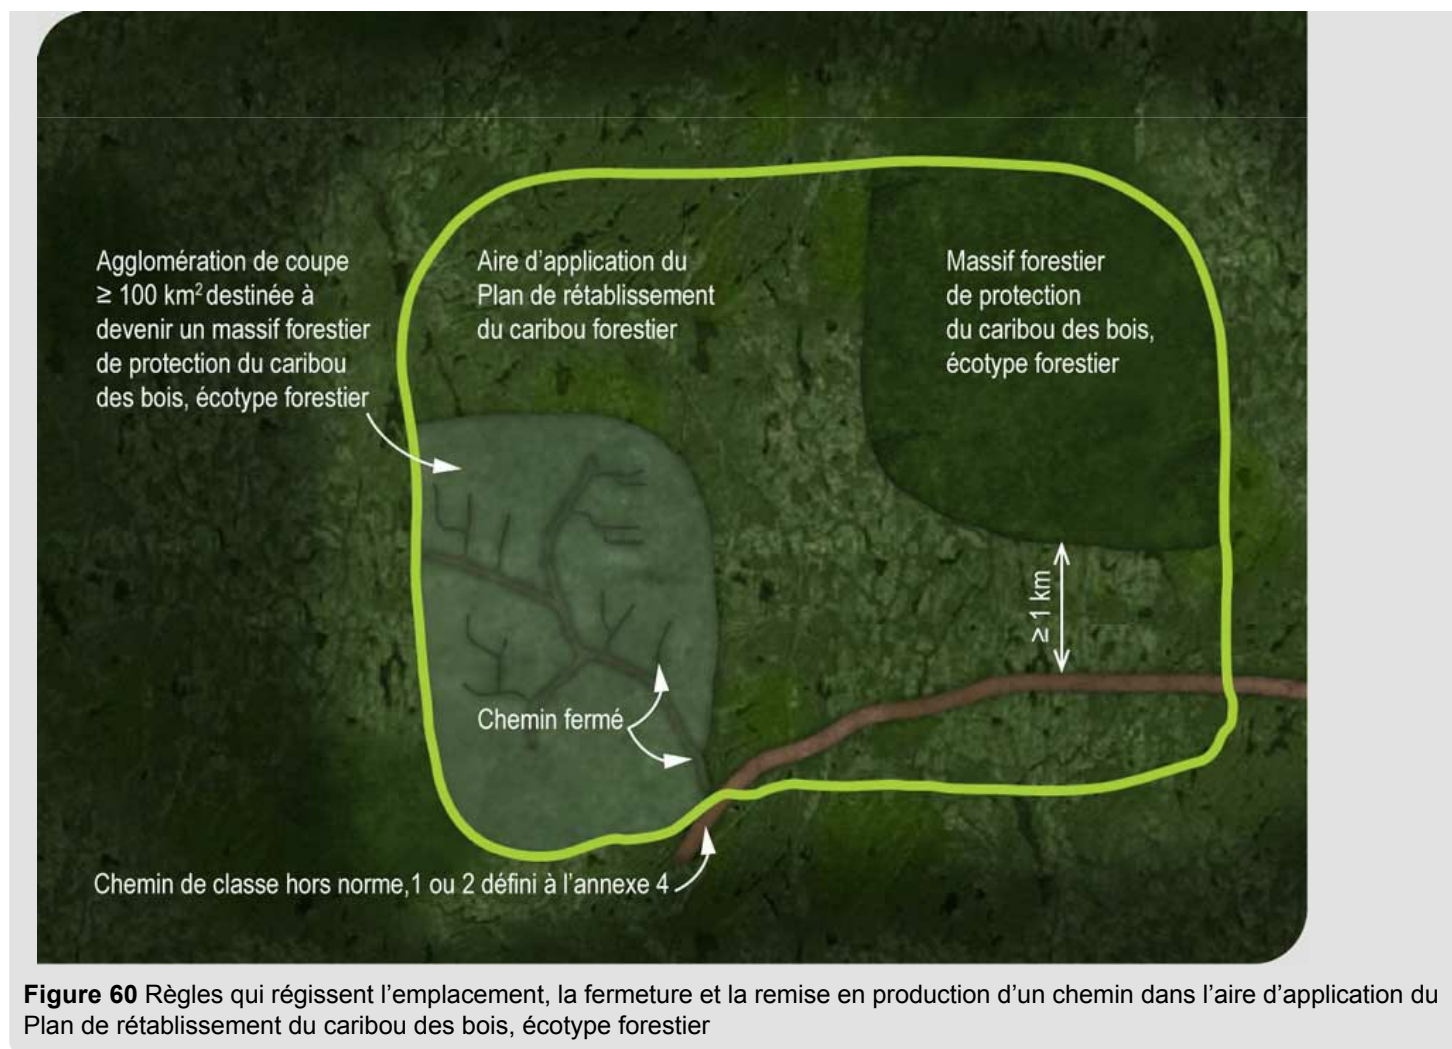 Agglomération de coupe
≥ 100 km² destinée à
devenir un massif forestier
de protection du caribou
des bois, écotype forestier
Aire d'application du
Plan de rétablissement
du caribou forestier
Massif forestier
de protection
du caribou des bois,
écotype forestier
≥ 1 km
Chemin fermé
Chemin de classe hors norme,1 ou 2 défini à l'annexe 4
Figure 60 Règles qui régissent l'emplacement, la fermeture et la remise en production d'un chemin dans l'aire d'application du
Plan de rétablissement du caribou des bois, écotype forestier